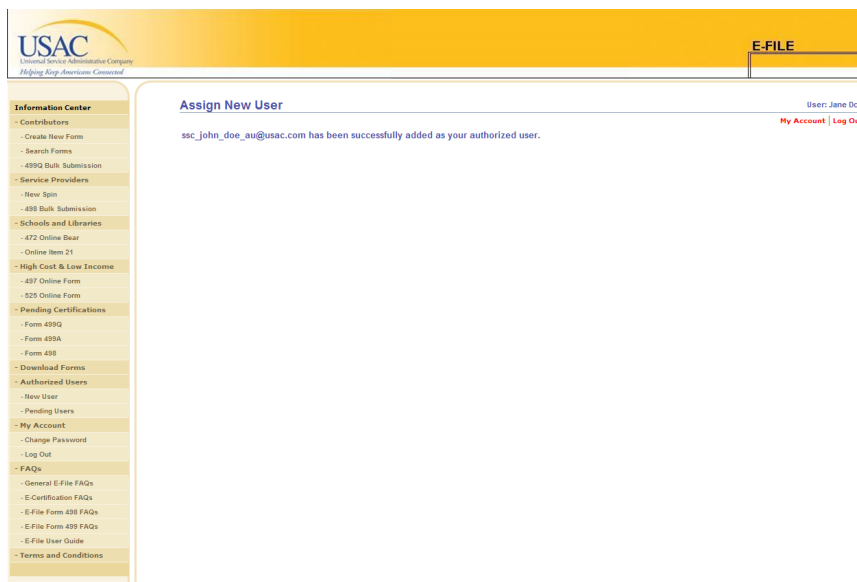 USAC
Universal Service Administrative Company
Helping Keep Americans Connected
E-FILE
Information Center
- Contributors
- Create New Form
- Search Forms
- 499Q Bulk Submission
- Service Providers
- New Spin
- 498 Bulk Submission
- Schools and Libraries
- 472 Online Bear
- Online Item 21
- High Cost & Low Income
- 497 Online Form
- 525 Online Form
- Pending Certifications
- Form 499Q
- Form 499A
- Form 498
- Download Forms
- Authorized Users
- New User
- Pending Users
- My Account
- Change Password
- Log Out
- FAQs
- General E-File FAQs
- E-Certification FAQs
- E-File Form 498 FAQs
- E-File Form 499 FAQs
- E-File User Guide
- Terms and Conditions
Assign New User
User: Jane Do
My Account | Log Ou
ssc_john_doe_au@usac.com has been successfully added as your authorized user.